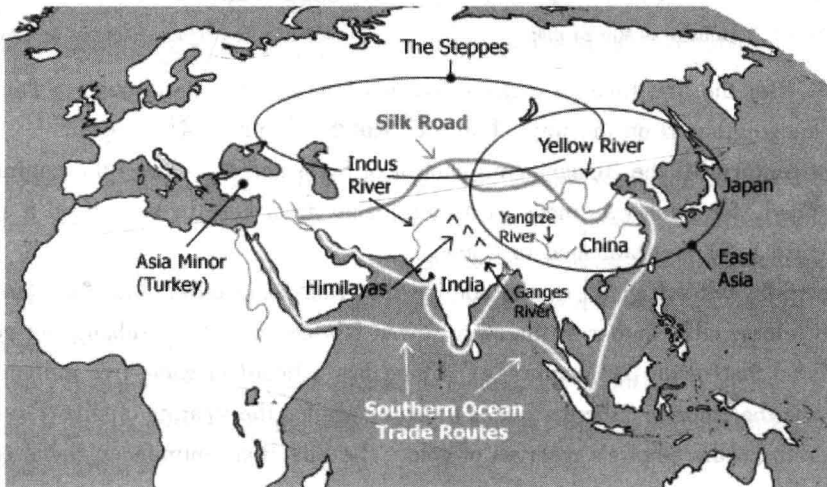 The Steppes
Silk Road
Yellow River
Indus
River
Japan
Yangtze
River
China
Asia Minor
(Turkey)
Himilayas
India
Ganges
River
East
Asia
Southern Ocean
Trade Routes